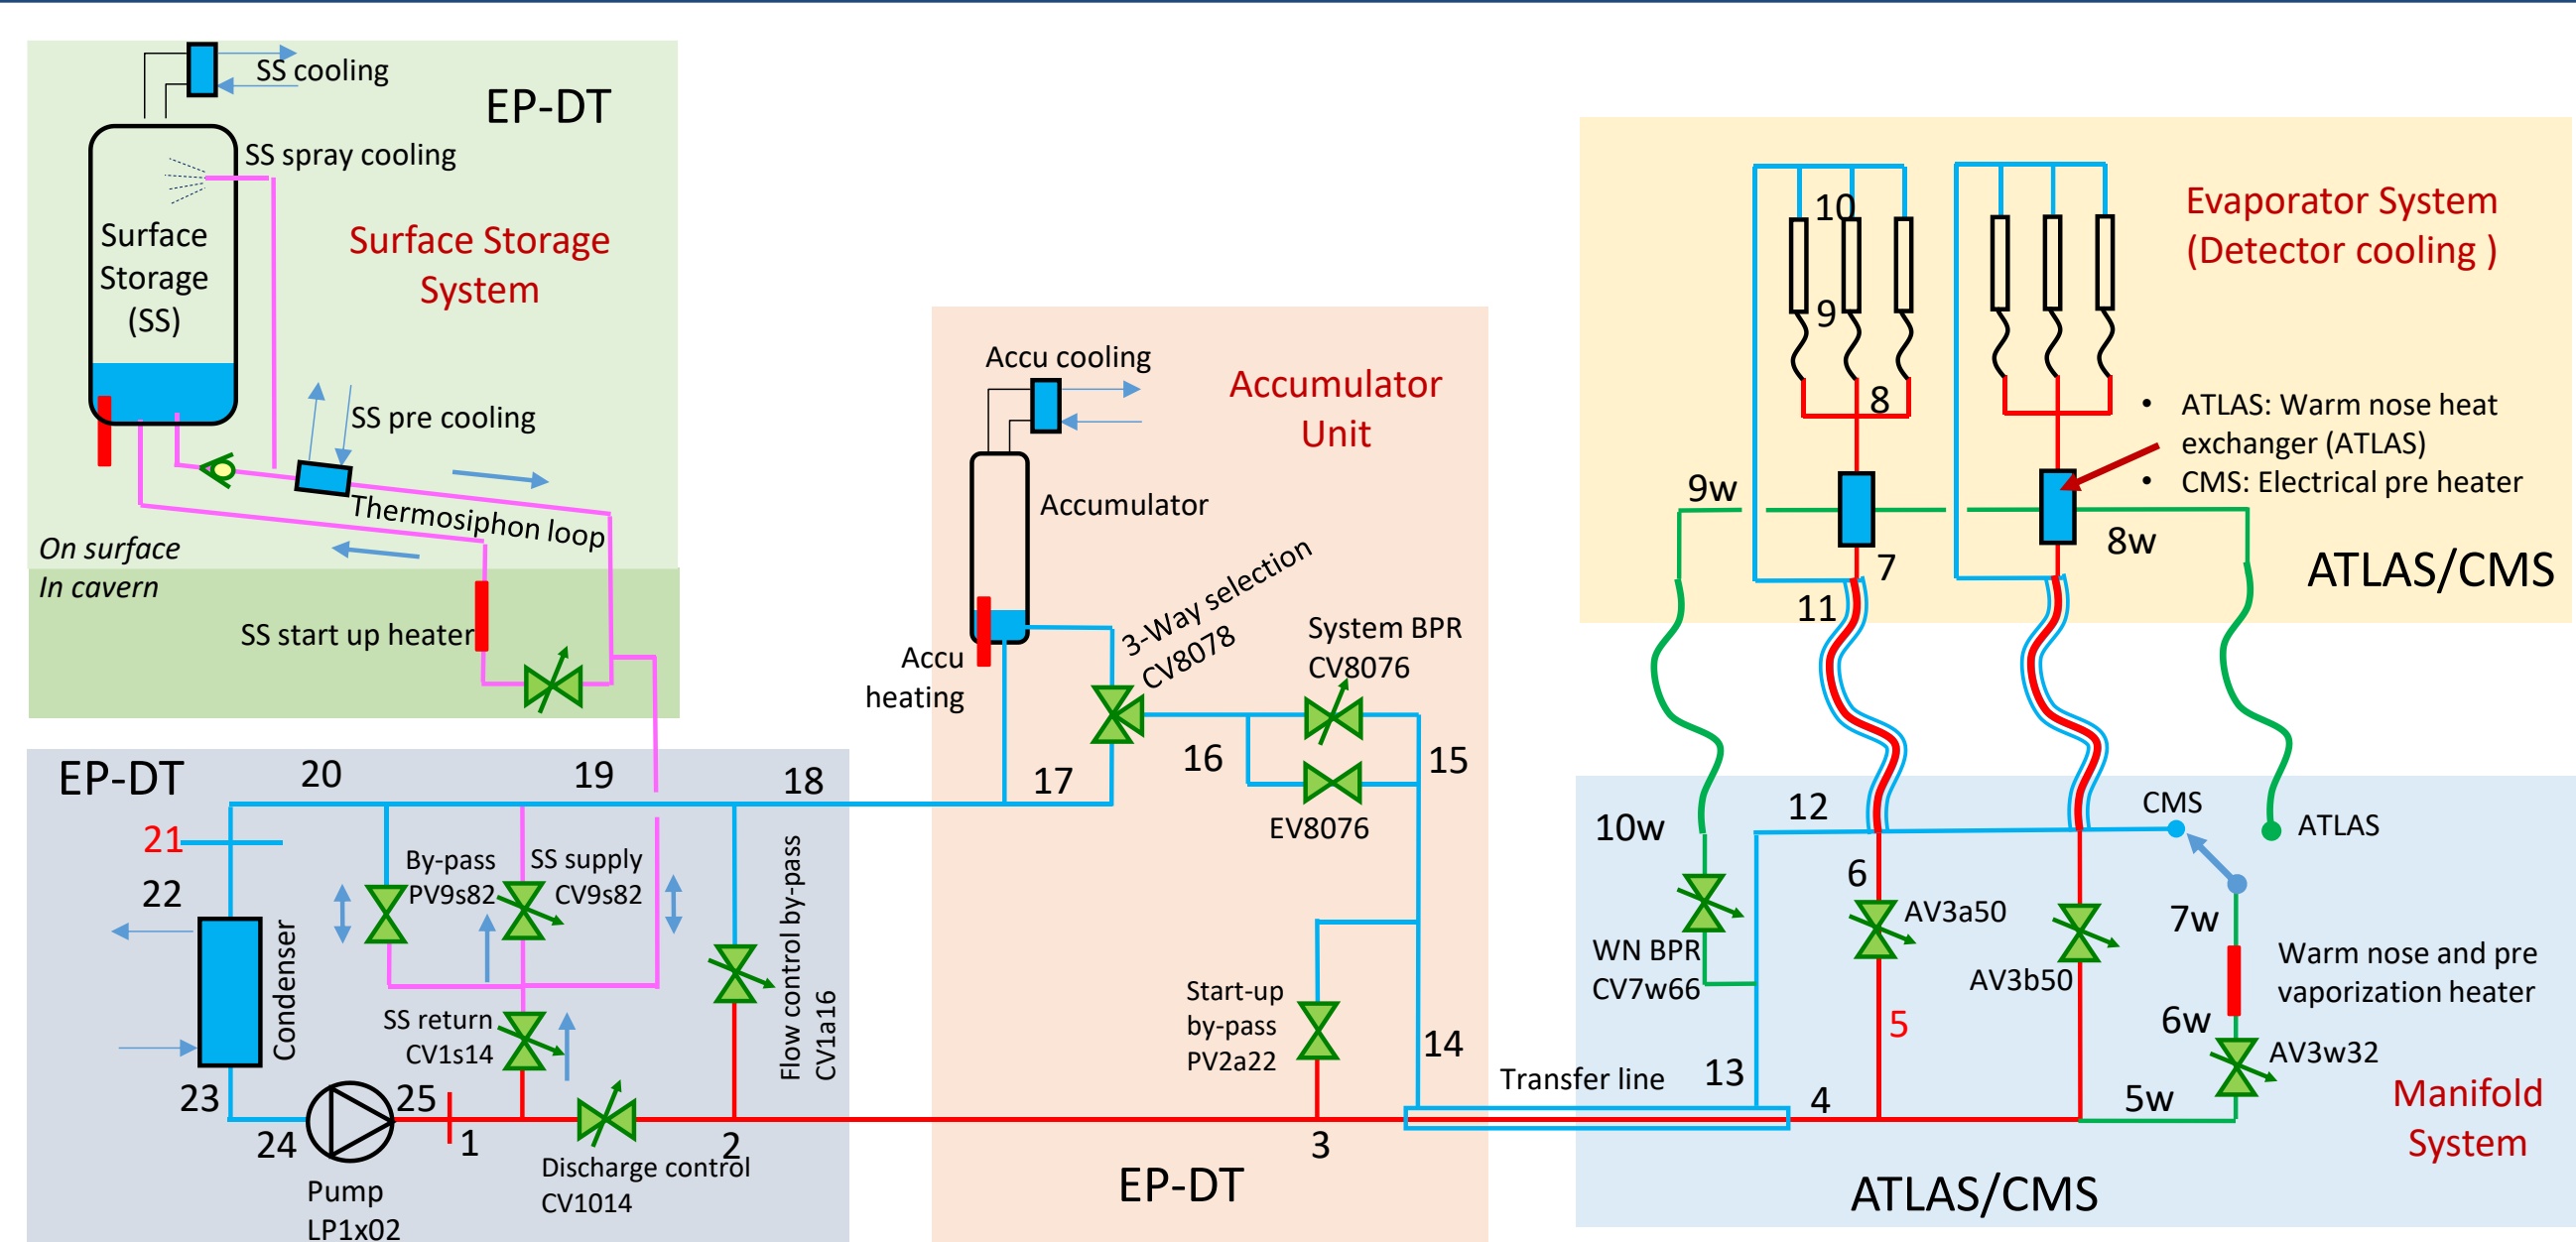 SS cooling
EP-DT
SS spray cooling
Surface
Storage
(SS)
Surface Storage
System
SS pre cooling
Thermosiphon loop
On surface
In cavern
SS start up heater
EP-DT
20
19
18
21
22
By-pass
PV9s82
SS supply
CV9s82
Condenser
SS return
CV1s14
Flow control by-pass
CV1a16
23
24
25
1
2
Pump
LP1x02
Discharge control
CV1014
Accu cooling
Accumulator
Unit
Accumulator
Accu
heating
3-Way selection
CV8078
System BPR
CV8076
17
16
15
EV8076
Start-up
by-pass
PV2a22
14
3
EP-DT
Transfer line
Evaporator System
(Detector cooling )
10
9
8
• ATLAS: Warm nose heat
exchanger (ATLAS)
• CMS: Electrical pre heater
9w
8w
7
11
ATLAS/CMS
12
CMS
ATLAS
10w
6
AV3a50
7w
WN BPR
CV7w66
AV3b50
Warm nose and pre
vaporization heater
5
6w
AV3w32
13
4
5w
Manifold
System
ATLAS/CMS